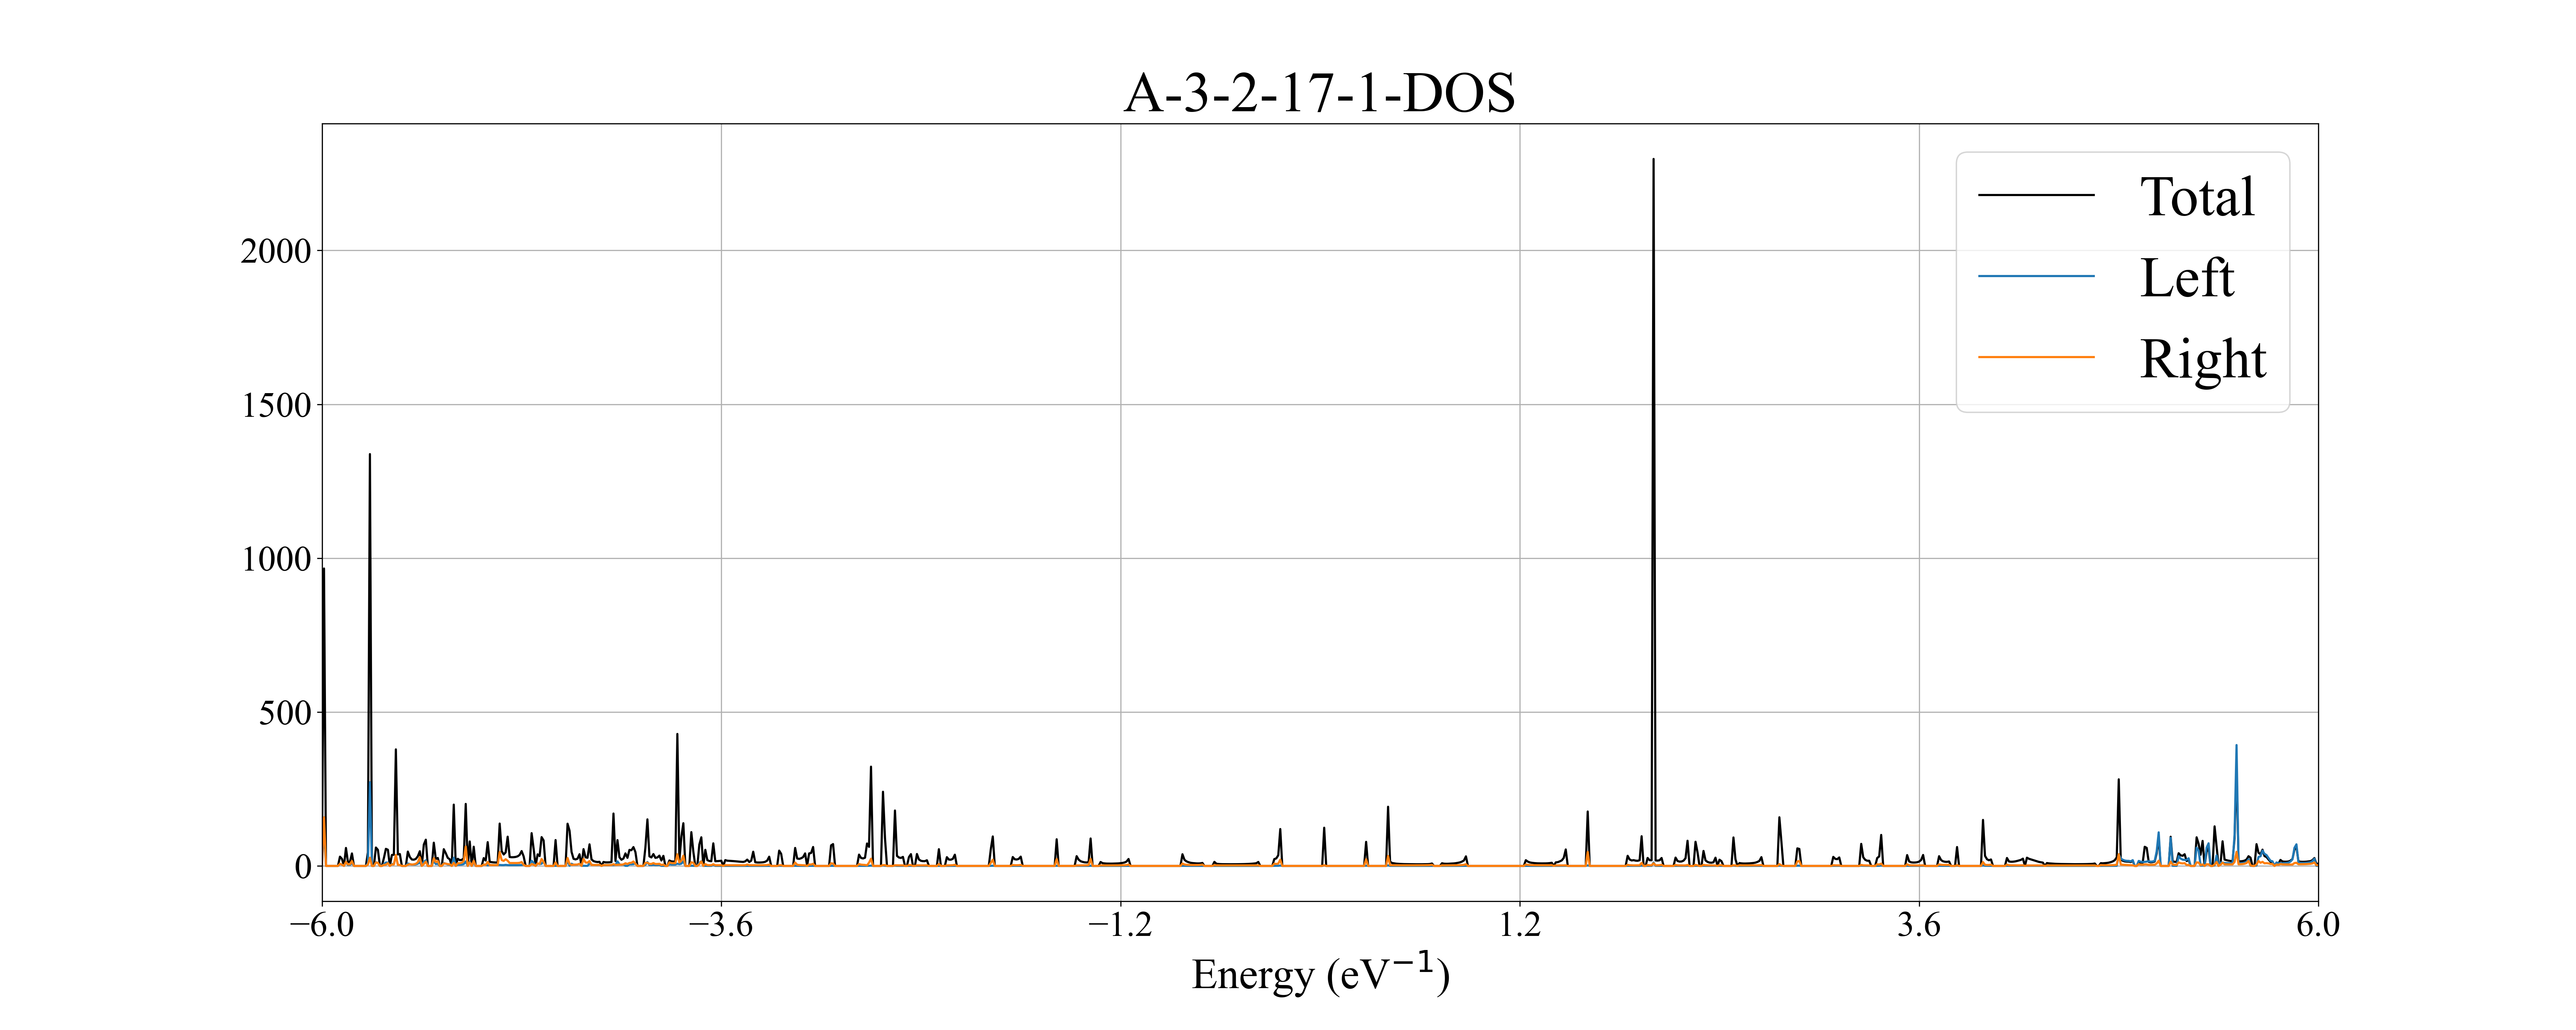 A-3-2-17-1-DOS
Total
Left
Right
2000
1500
1000
500
0
−6.0 −3.6 −1.2 1.2 3.6 6.0
Energy (eV⁻¹)